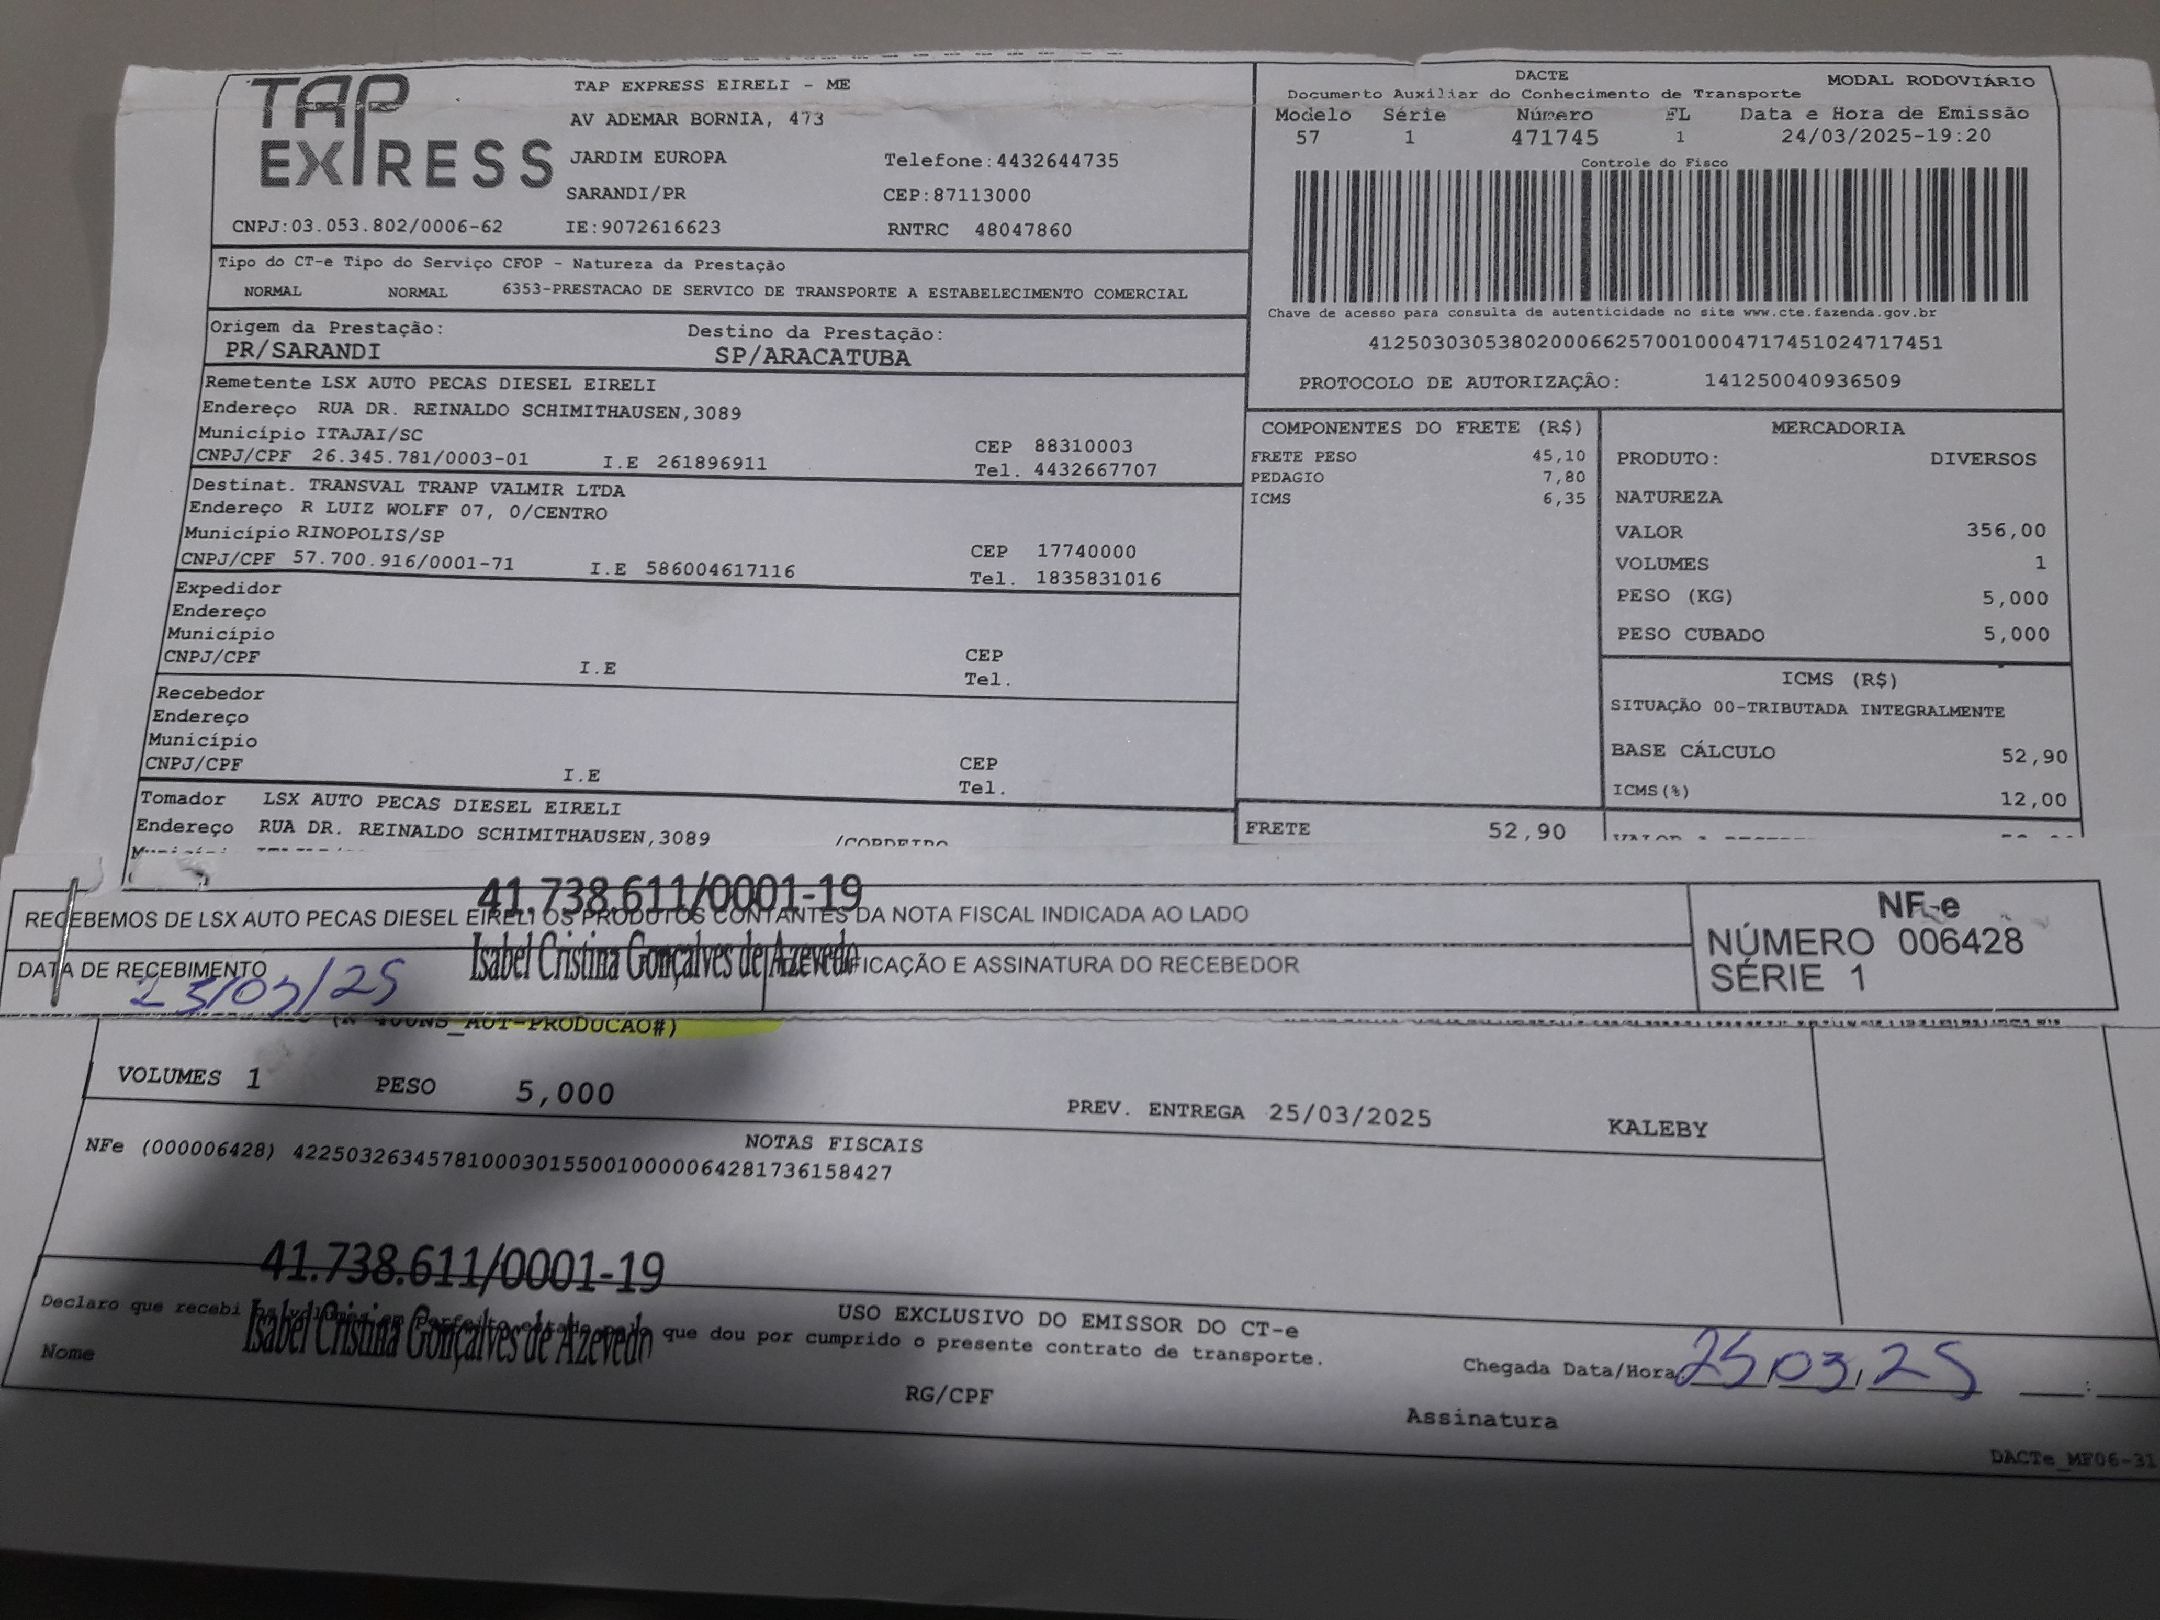 TAP EXPRESS
TAP EXPRESS EIRELI - ME
AV ADEMAR BORNIA, 473
JARDIM EUROPA Telefone:4432644735
SARANDI/PR CEP:87113000
CNPJ:03.053.802/0006-62 IE:9072616623 RNTRC 48047860
DACTE MODAL RODOVIÁRIO
Documento Auxiliar do Conhecimento de Transporte
Modelo Série Número FL Data e Hora de Emissão
57 1 471745 1 24/03/2025-19:20
Controle do Fisco
Chave de acesso para consulta de autenticidade no site www.cte.fazenda.gov.br
41250303053802000662570010004717451024717451
PROTOCOLO DE AUTORIZAÇÃO: 141250040936509
Tipo do CT-e Tipo do Serviço CFOP - Natureza da Prestação
NORMAL NORMAL 6353-PRESTACAO DE SERVICO DE TRANSPORTE A ESTABELECIMENTO COMERCIAL
Origem da Prestação: Destino da Prestação:
PR/SARANDI SP/ARACATUBA
Remetente LSX AUTO PECAS DIESEL EIRELI
Endereço RUA DR. REINALDO SCHIMITHAUSEN,3089
Município ITAJAI/SC CEP 88310003
CNPJ/CPF 26.345.781/0003-01 I.E 261896911 Tel. 4432667707
Destinat. TRANSVAL TRANP VALMIR LTDA
Endereço R LUIZ WOLFF 07, 0/CENTRO
Município RINOPOLIS/SP CEP 17740000
CNPJ/CPF 57.700.916/0001-71 I.E 586004617116 Tel. 1835831016
Expedidor
Endereço
Município
CNPJ/CPF I.E CEP
Tel.
Recebedor
Endereço
Município
CNPJ/CPF I.E CEP
Tel.
Tomador LSX AUTO PECAS DIESEL EIRELI
Endereço RUA DR. REINALDO SCHIMITHAUSEN,3089 /CORDEIRO
COMPONENTES DO FRETE (R$)
FRETE PESO 45,10
PEDAGIO 7,80
ICMS 6,35
FRETE 52,90
MERCADORIA
PRODUTO: DIVERSOS
NATUREZA
VALOR 356,00
VOLUMES 1
PESO (KG) 5,000
PESO CUBADO 5,000
ICMS (R$)
SITUAÇÃO 00-TRIBUTADA INTEGRALMENTE
BASE CÁLCULO 52,90
ICMS(%) 12,00
41.738.611/0001-19
RECEBEMOS DE LSX AUTO PECAS DIESEL EIRELI OS PRODUTOS CONTANTES DA NOTA FISCAL INDICADA AO LADO
Isabel Cristina Gonçalves de Azevedo
DATA DE RECEBIMENTO IFICAÇÃO E ASSINATURA DO RECEBEDOR
25/03/25
NF-e
NÚMERO 006428
SÉRIE 1
AUT-PRODUCAO#)
VOLUMES 1 PESO 5,000 PREV. ENTREGA 25/03/2025 KALEBY
NOTAS FISCAIS
NFe (000006428) 42250326345781000301550010000064281736158427
41.738.611/0001-19
Isabel Cristina Gonçalves de Azevedo
USO EXCLUSIVO DO EMISSOR DO CT-e
Declaro que recebi que dou por cumprido o presente contrato de transporte.
Nome RG/CPF Assinatura
Chegada Data/Hora 25/03/25 :
DACTe_MF06-31